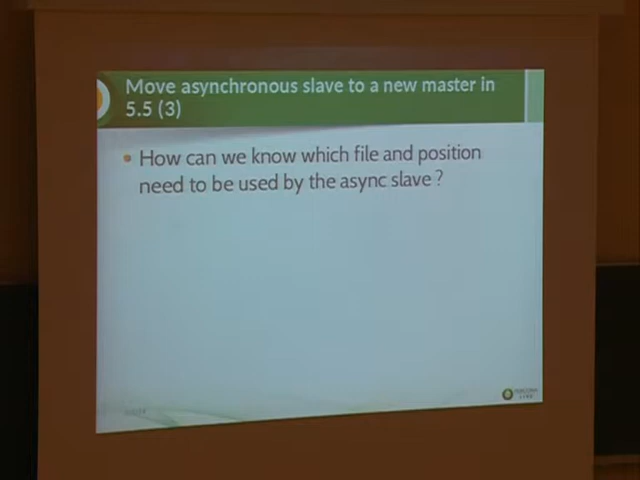 Move asynchronous slave to a new master in
5.5 (3)
How can we know which file and position
need to be used by the async slave ?